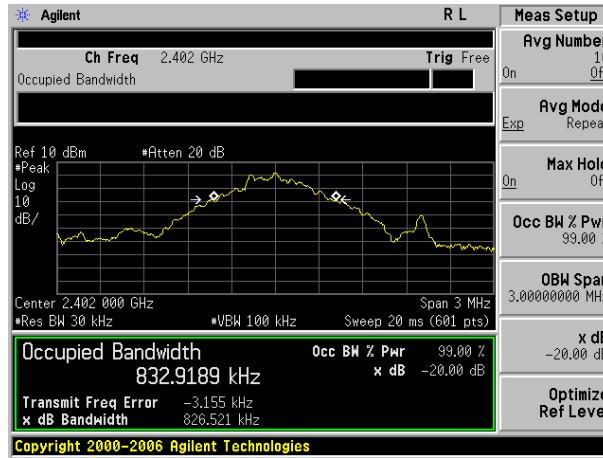 Agilent R L
Ch Freq 2.402 GHz Trig Free
Occupied Bandwidth
Ref 10 dBm #Atten 20 dB
#Peak
Log
10
dB/
Center 2.402 000 GHz Span 3 MHz
#Res BW 30 kHz #VBW 100 kHz Sweep 20 ms (601 pts)
Occupied Bandwidth Occ BW % Pwr 99.00 %
832.9189 kHz x dB -20.00 dB
Transmit Freq Error -3.155 kHz
x dB Bandwidth 826.521 kHz
Copyright 2000-2006 Agilent Technologies
Meas Setup
Avg Number
On
Avg Mode
Exp Repeat
Max Hold
On
Occ BW % Pwr
99.00
OBW Span
3.00000000 MHz
x dB
-20.00 dB
Optimize
Ref Level